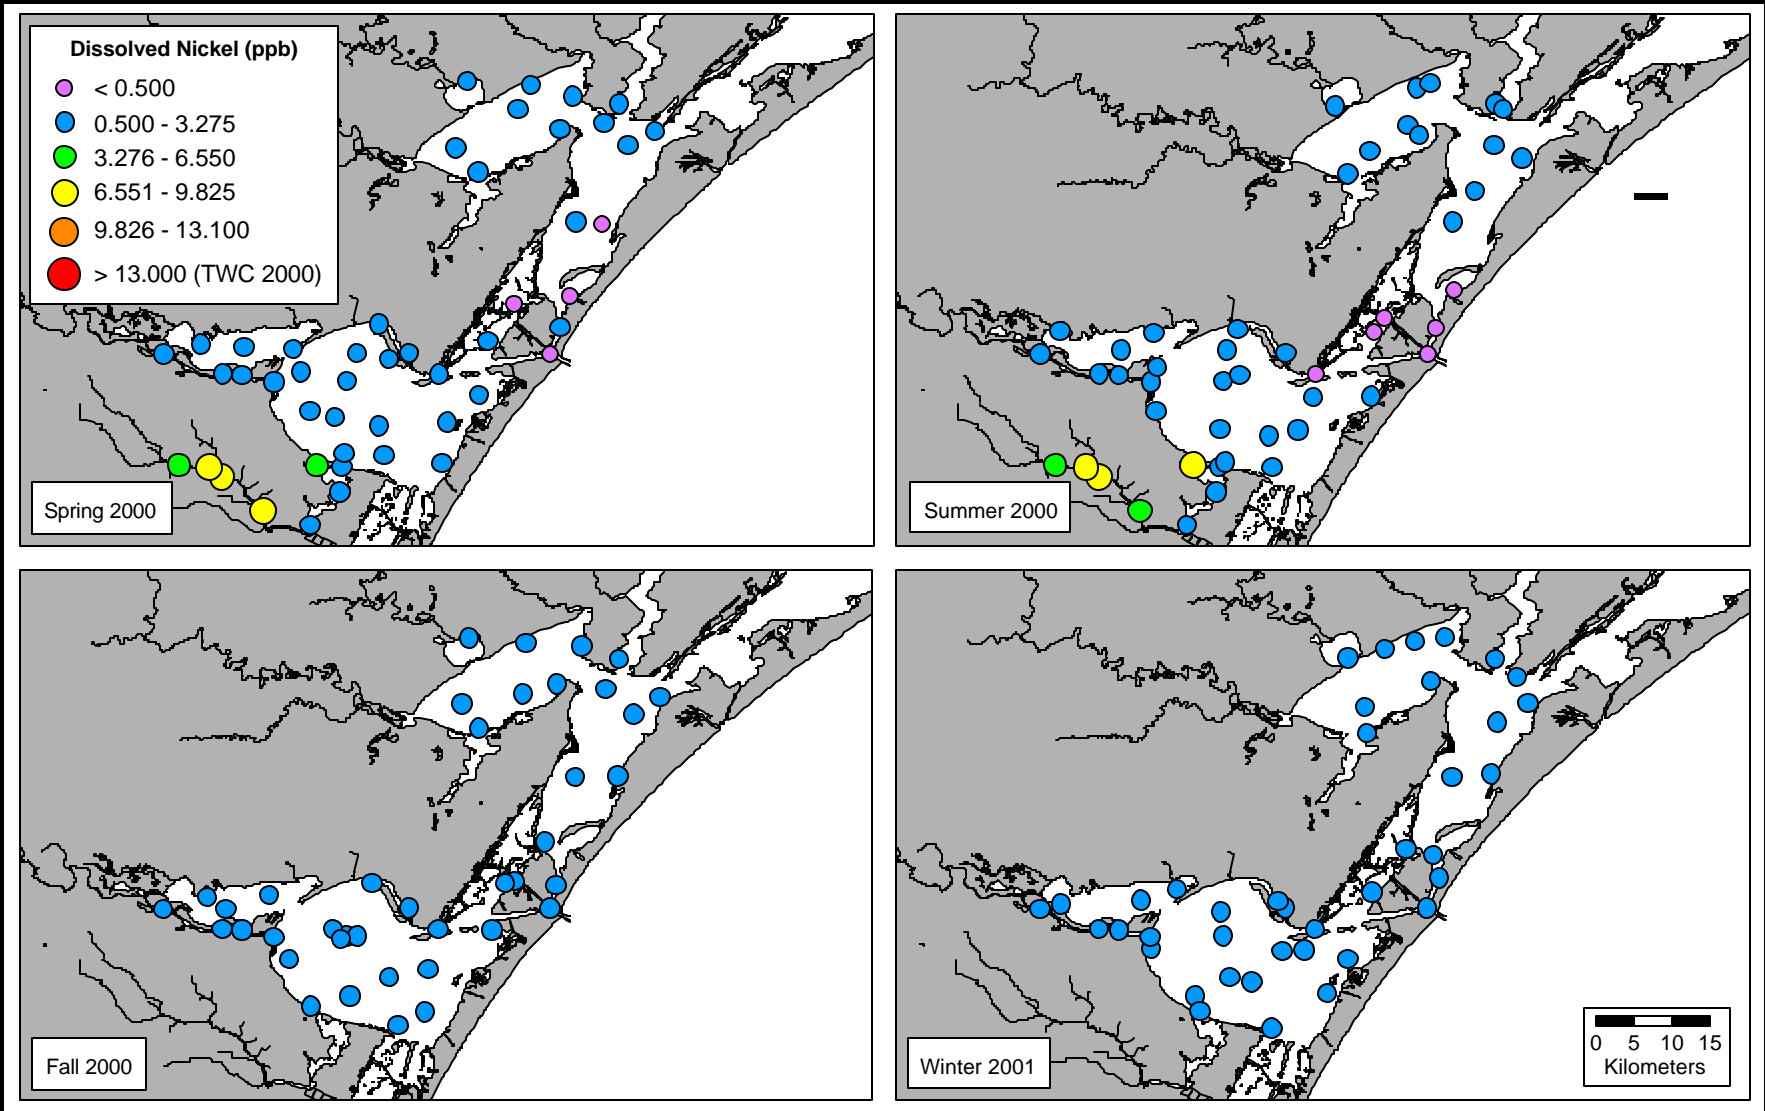 Dissolved Nickel (ppb)
< 0.500
0.500 - 3.275
3.276 - 6.550
6.551 - 9.825
9.826 - 13.100
> 13.000 (TWC 2000)
Spring 2000
Summer 2000
Fall 2000
Winter 2001
0 5 10 15
Kilometers